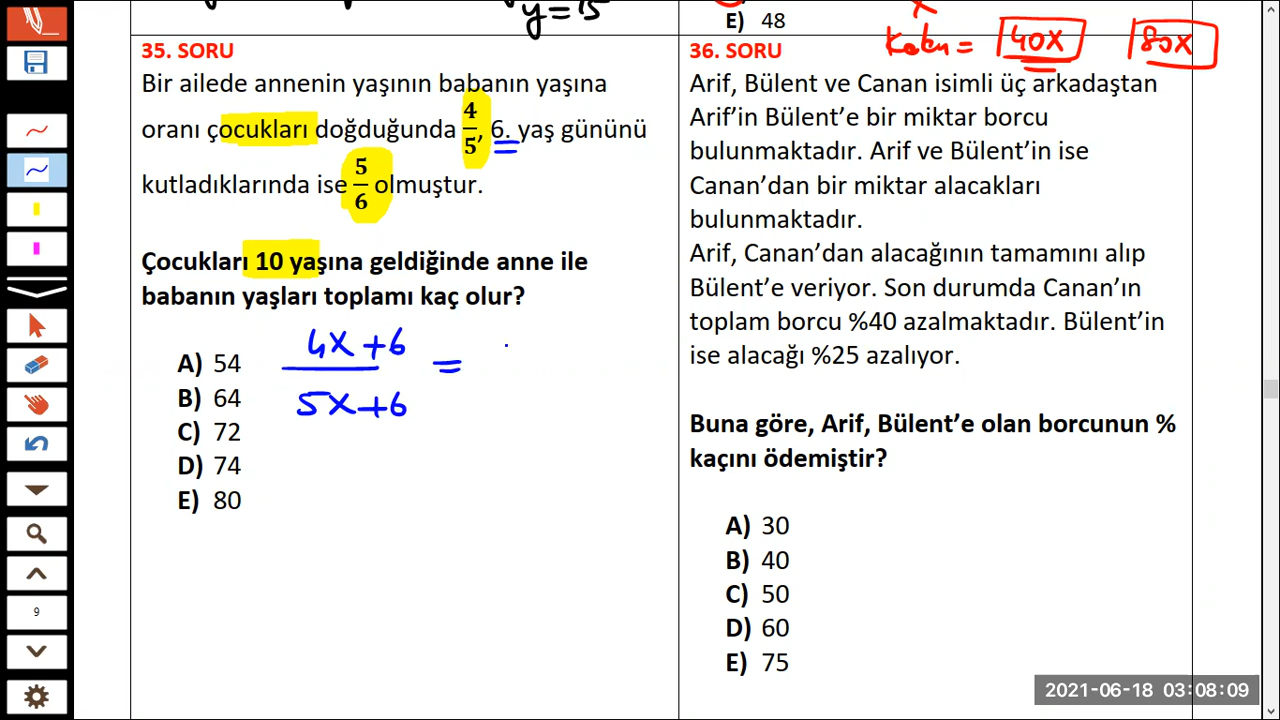 y=15
E) 48
40x
80x
35. SORU
Bir ailede annenin yaşının babanın yaşına
oranı çocukları doğduğunda 4/5, 6. yaş gününü
kutladıklarında ise 5/6 olmuştur.
Çocukları 10 yaşına geldiğinde anne ile
babanın yaşları toplamı kaç olur?
A) 54
B) 64
C) 72
D) 74
E) 80
4x+6
=
5x+6
36. SORU
Arif, Bülent ve Canan isimli üç arkadaştan
Arif’in Bülent’e bir miktar borcu
bulunmaktadır. Arif ve Bülent’in ise
Canan’dan bir miktar alacakları
bulunmaktadır.
Arif, Canan’dan alacağının tamamını alıp
Bülent’e veriyor. Son durumda Canan’ın
toplam borcu %40 azalmaktadır. Bülent’in
ise alacağı %25 azalıyor.
Buna göre, Arif, Bülent’e olan borcunun %
kaçını ödemiştir?
A) 30
B) 40
C) 50
D) 60
E) 75
9
2021-06-18 03:08:09